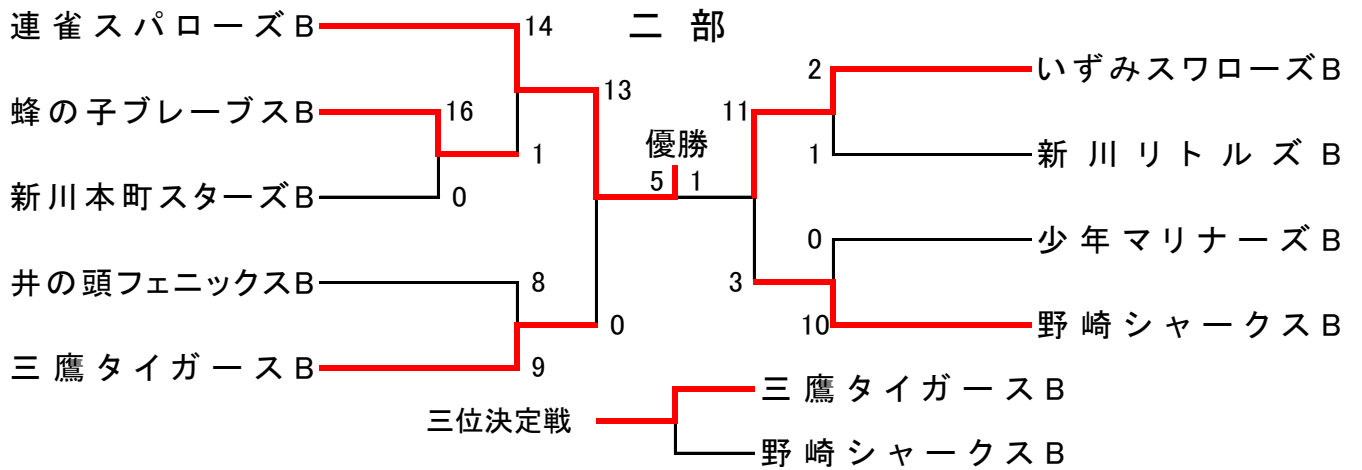 二部
連雀スパローズB
14
蜂の子ブレーブスB
16
1
新川本町スターズB
0
13
井の頭フェニックスB
8
三鷹タイガースB
9
0
優勝
5 1
11
3
2
いずみスワローズB
1
新川リトルズB
0
少年マリナーズB
10
野崎シャークスB
三位決定戦
三鷹タイガースB
野崎シャークスB